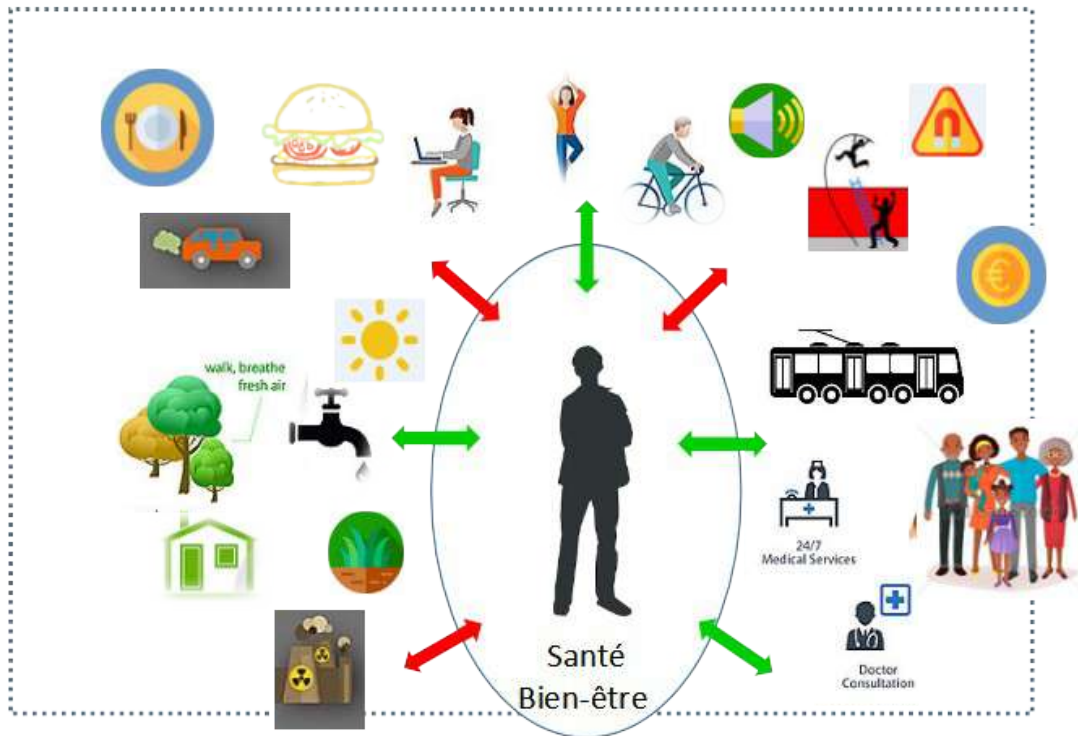 €
walk, breathe
fresh air
24/7
Medical Services
Santé
Bien-être
Doctor
Consultation